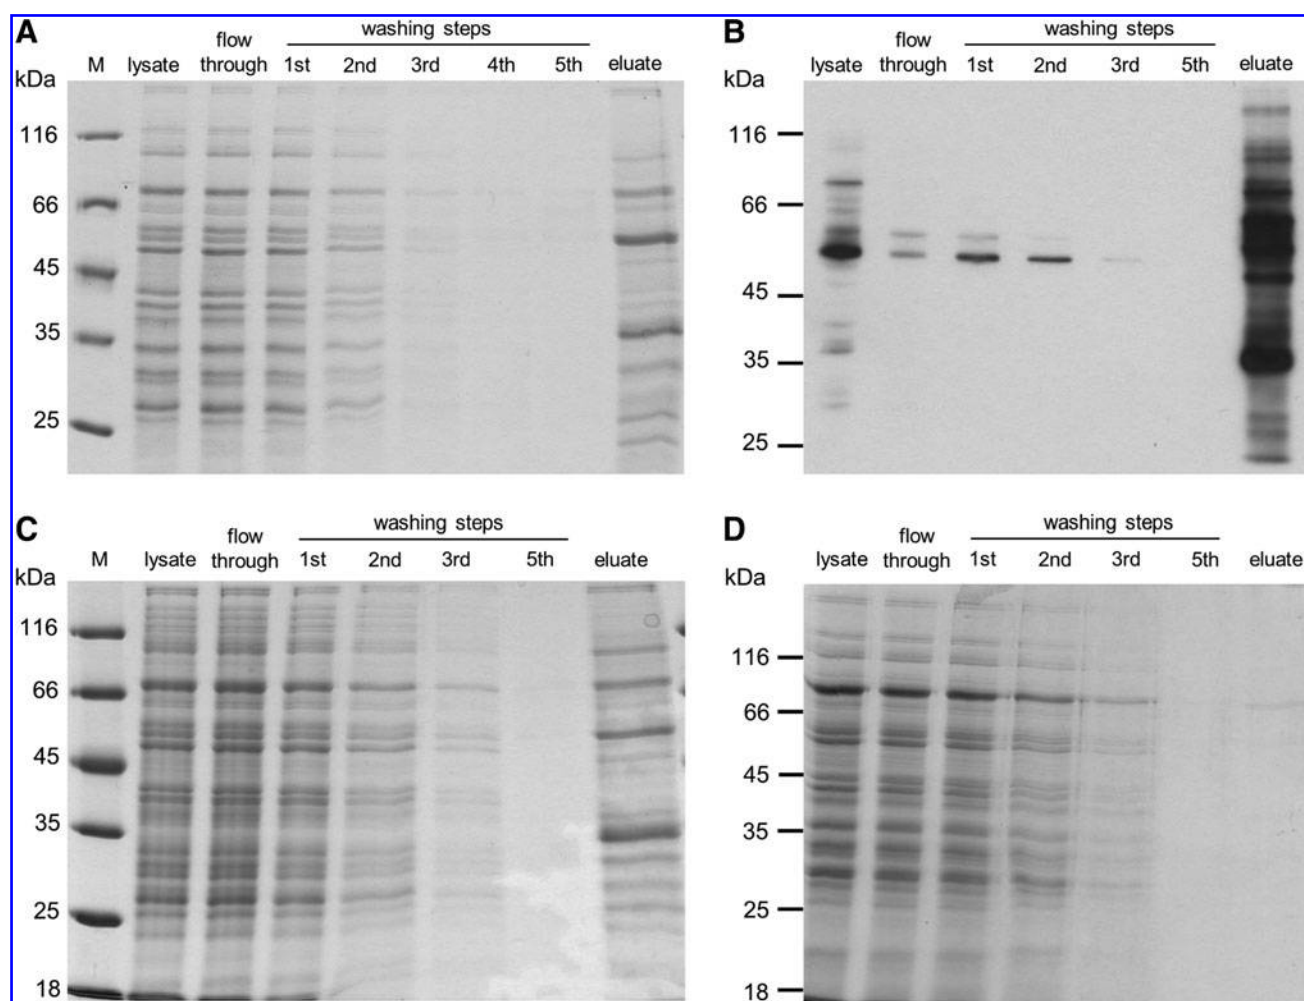 A
washing steps
flow
M lysate through 1st 2nd 3rd 4th 5th eluate
kDa
116
66
45
35
25
B
washing steps
flow
lysate through 1st 2nd 3rd 5th eluate
kDa
116
66
45
35
25
C
washing steps
flow
M lysate through 1st 2nd 3rd 5th eluate
kDa
116
66
45
35
25
18
D
washing steps
flow
lysate through 1st 2nd 3rd 5th eluate
kDa
116
66
45
35
25
18